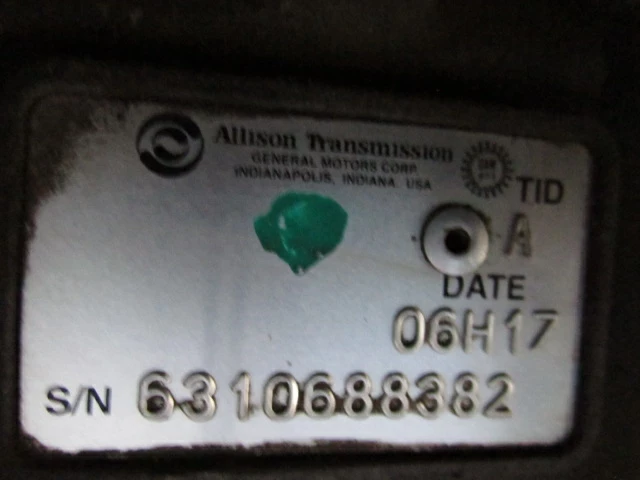 Allison Transmission
GENERAL MOTORS CORP.
INDIANAPOLIS, INDIANA. USA
TID
A
DATE
06H17
S/N 6310688382